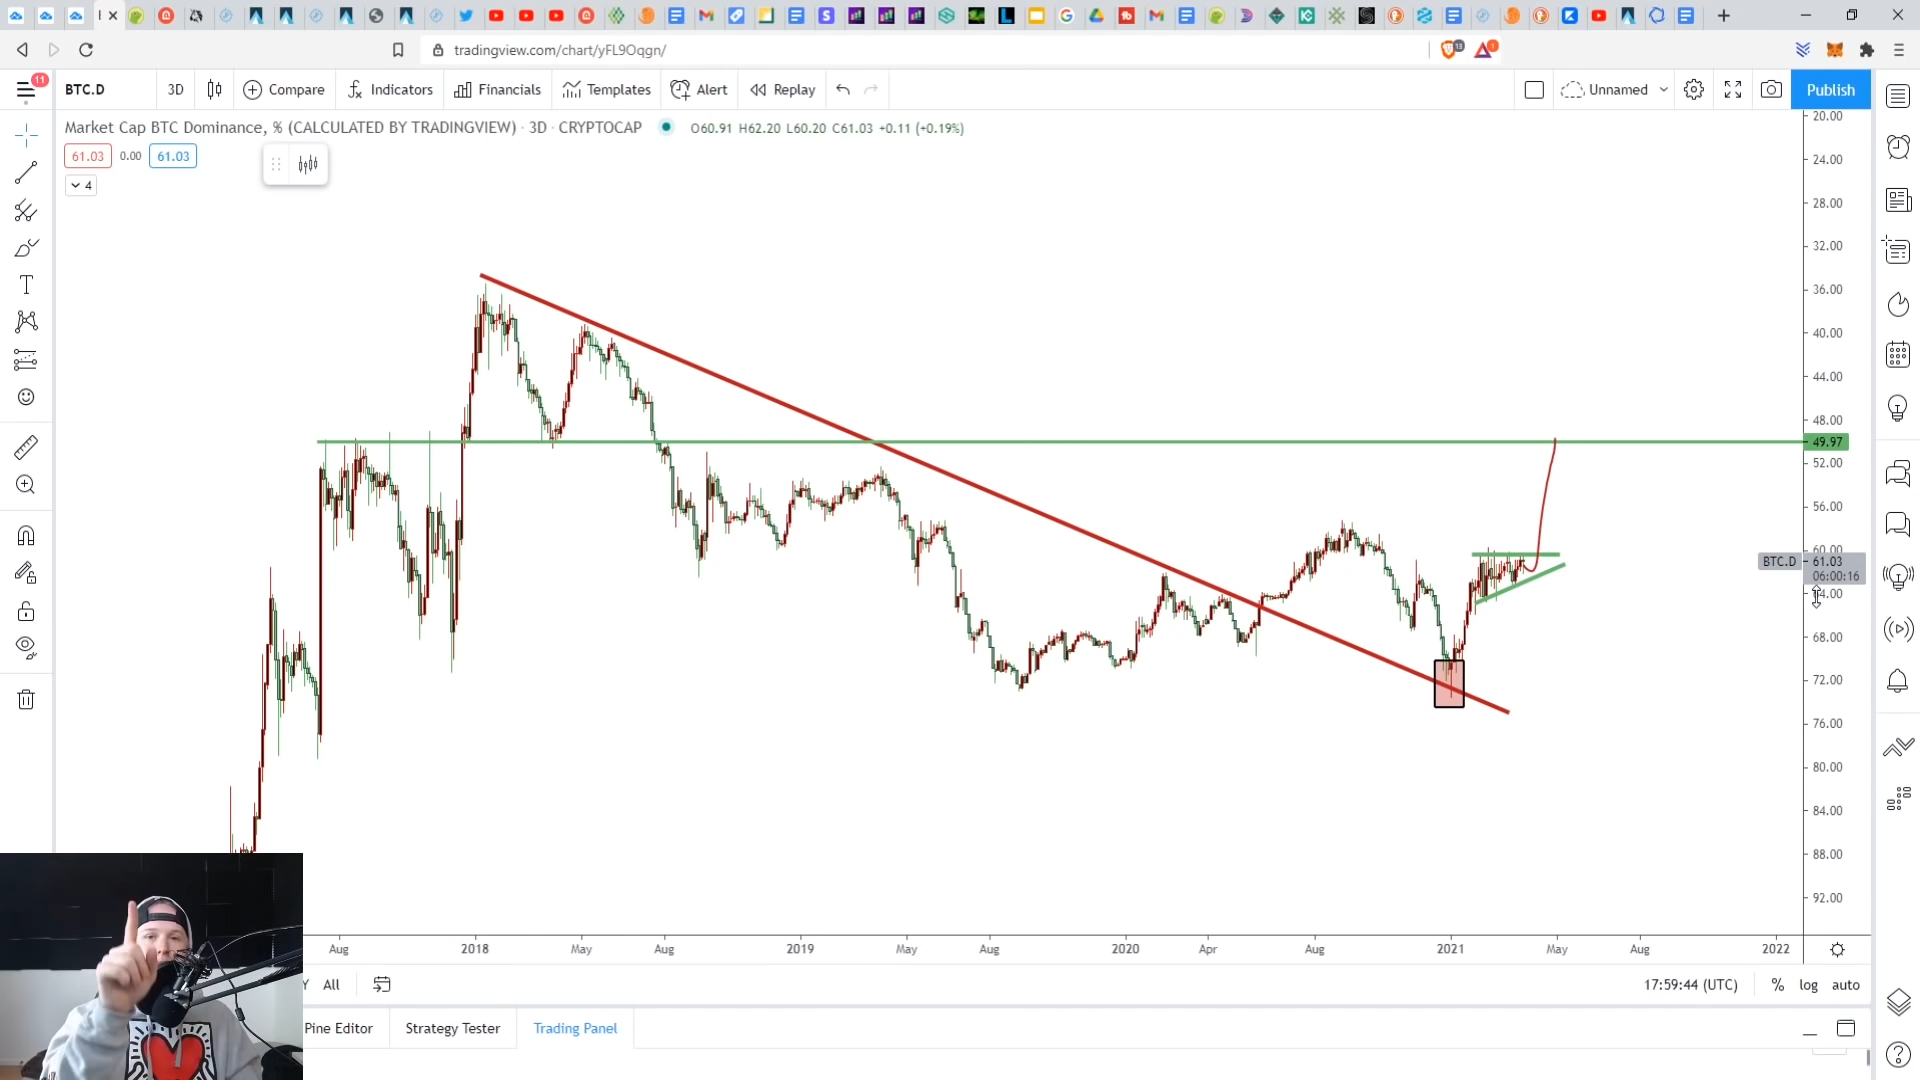 tradingview.com/chart/yFL9Oqgn/
13
1
11
BTC.D
3D
Compare
Indicators
Financials
Templates
Alert
Replay
Unnamed
Publish
Market Cap BTC Dominance, % (CALCULATED BY TRADINGVIEW) · 3D · CRYPTOCAP
O60.91 H62.20 L60.20 C61.03 +0.11 (+0.19%)
61.03
0.00
61.03
4
20.00
24.00
28.00
32.00
36.00
40.00
44.00
48.00
49.97
52.00
56.00
60.00
BTC.D
61.03
06:00:16
64.00
68.00
72.00
76.00
80.00
84.00
88.00
92.00
Aug
2018
May
Aug
2019
May
Aug
2020
Apr
Aug
2021
May
Aug
2022
Y
All
17:59:44 (UTC)
%
log
auto
Pine Editor
Strategy Tester
Trading Panel